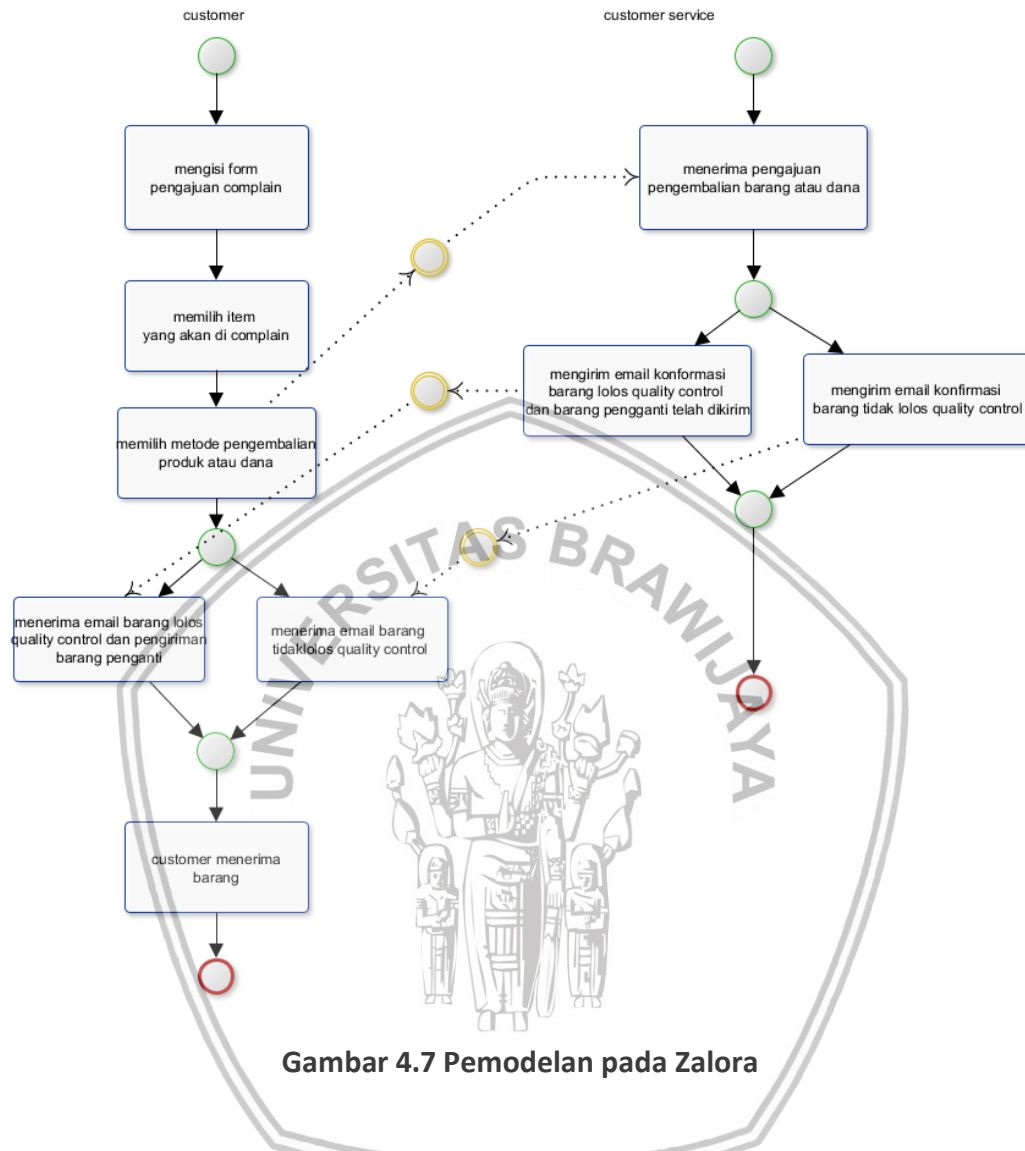 customer
customer service
mengisi form
pengajuan complain
menerima pengajuan
pengembalian barang atau dana
memilih item
yang akan di complain
mengirim email konformasi
barang lolos quality control
dan barang pengganti telah dikirim
mengirim email konfirmasi
barang tidak lolos quality control
memilih metode pengembalian
produk atau dana
menerima email barang lolos
quality control dan pengiriman
barang penganti
menerima email barang
tidaklolos quality control
customer menerima
barang
UNIVERSITAS BRAWIJAYA
Gambar 4.7 Pemodelan pada Zalora